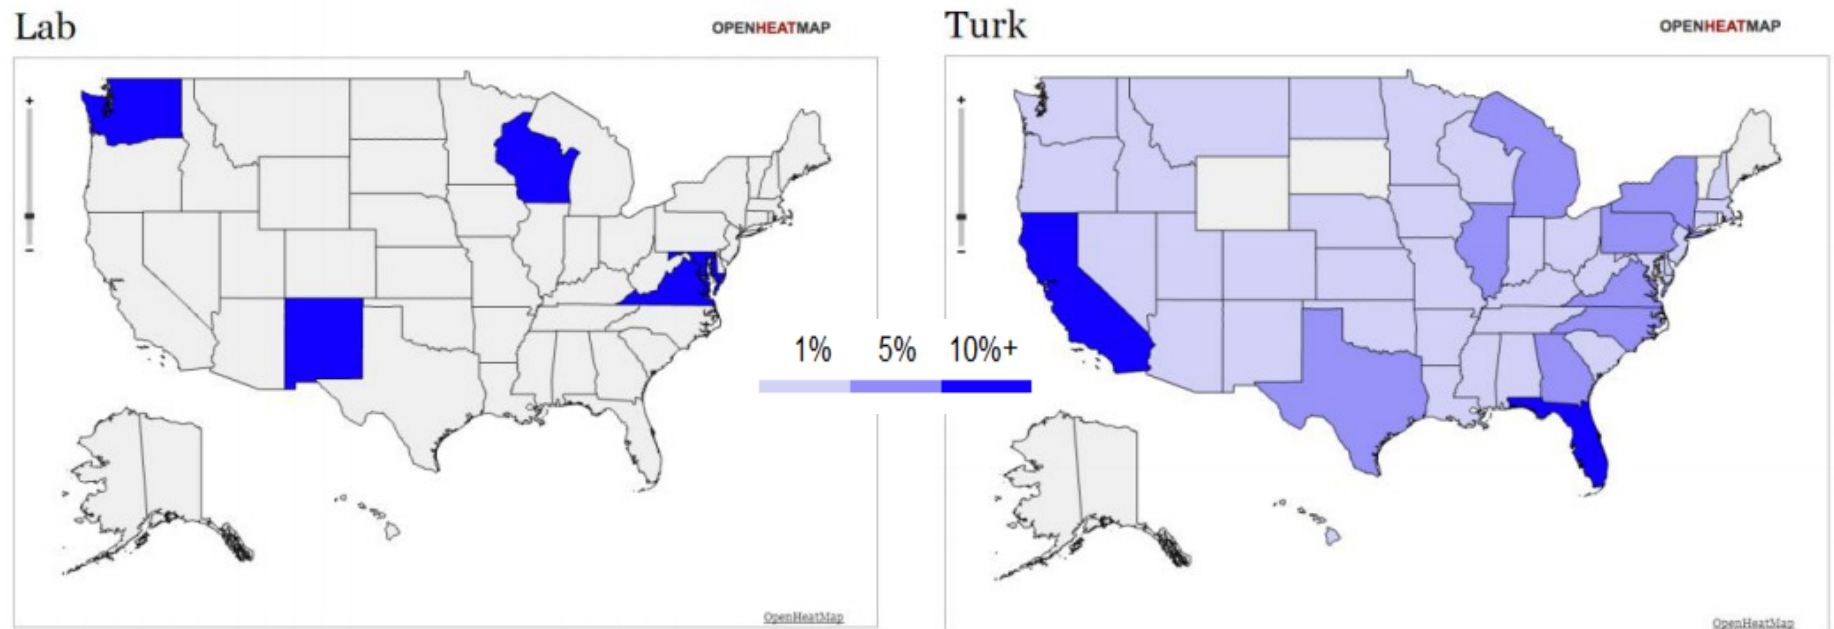 Lab
OPENHEATMAP
Turk
OPENHEATMAP
+
+
-
-
1% 5% 10%+
OpenHeatMap
OpenHeatMap